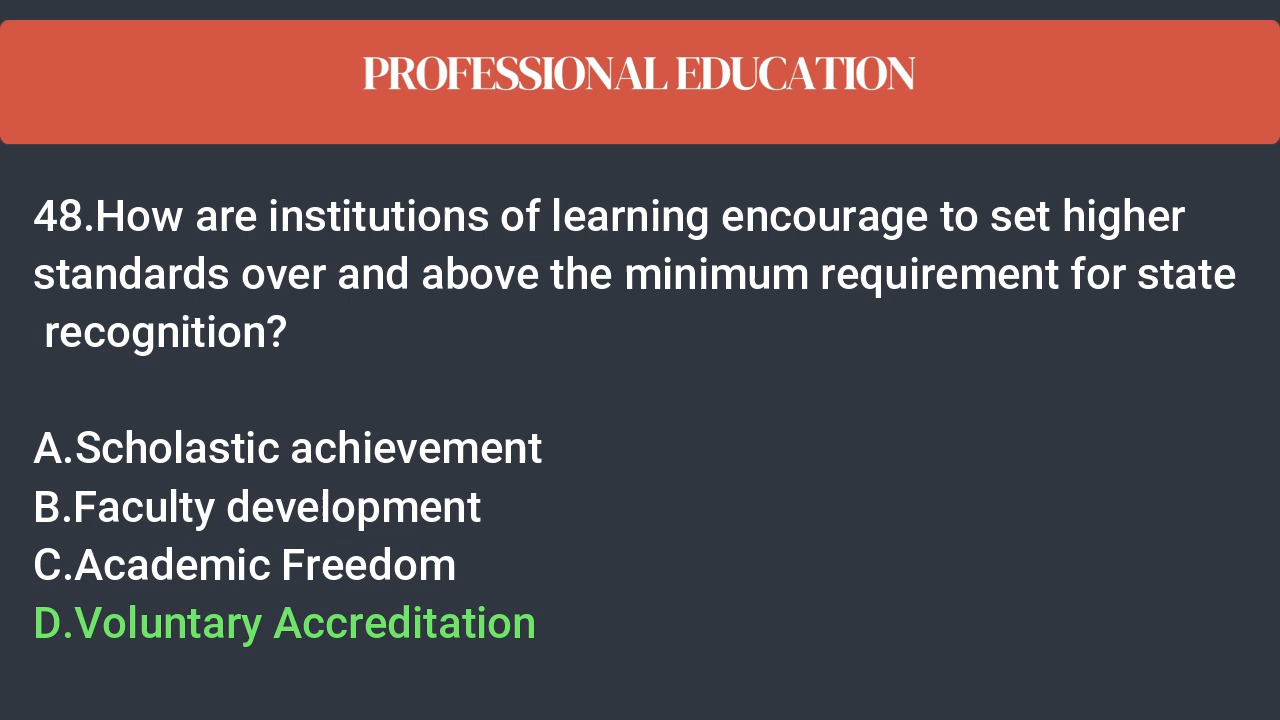 PROFESSIONAL EDUCATION
48.How are institutions of learning encourage to set higher
standards over and above the minimum requirement for state
recognition?
A.Scholastic achievement
B.Faculty development
C.Academic Freedom
D.Voluntary Accreditation